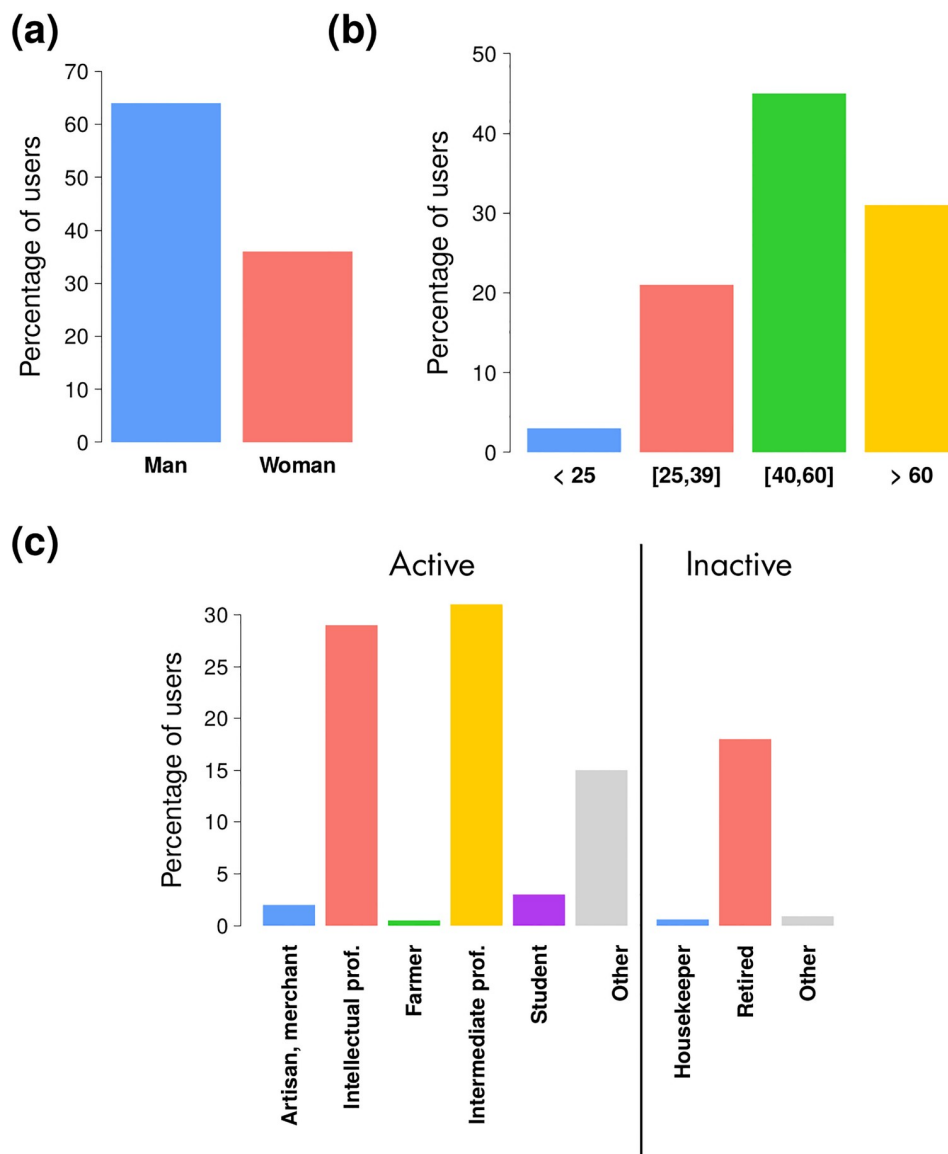 (a)
Percentage of users
70
60
50
40
30
20
10
0
Man Woman
(b)
Percentage of users
50
40
30
20
10
0
< 25 [25,39] [40,60] > 60
(c)
Active Inactive
Percentage of users
30
25
20
15
10
5
0
Artisan, merchant
Intellectual prof.
Farmer
Intermediate prof.
Student
Other
Housekeeper
Retired
Other